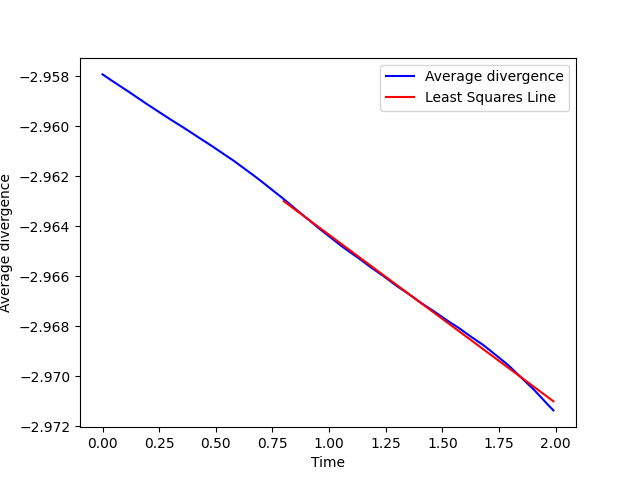 Average divergence
Least Squares Line
−2.958
−2.960
−2.962
−2.964
−2.966
−2.968
−2.970
−2.972
Average divergence
0.00 0.25 0.50 0.75 1.00 1.25 1.50 1.75 2.00
Time